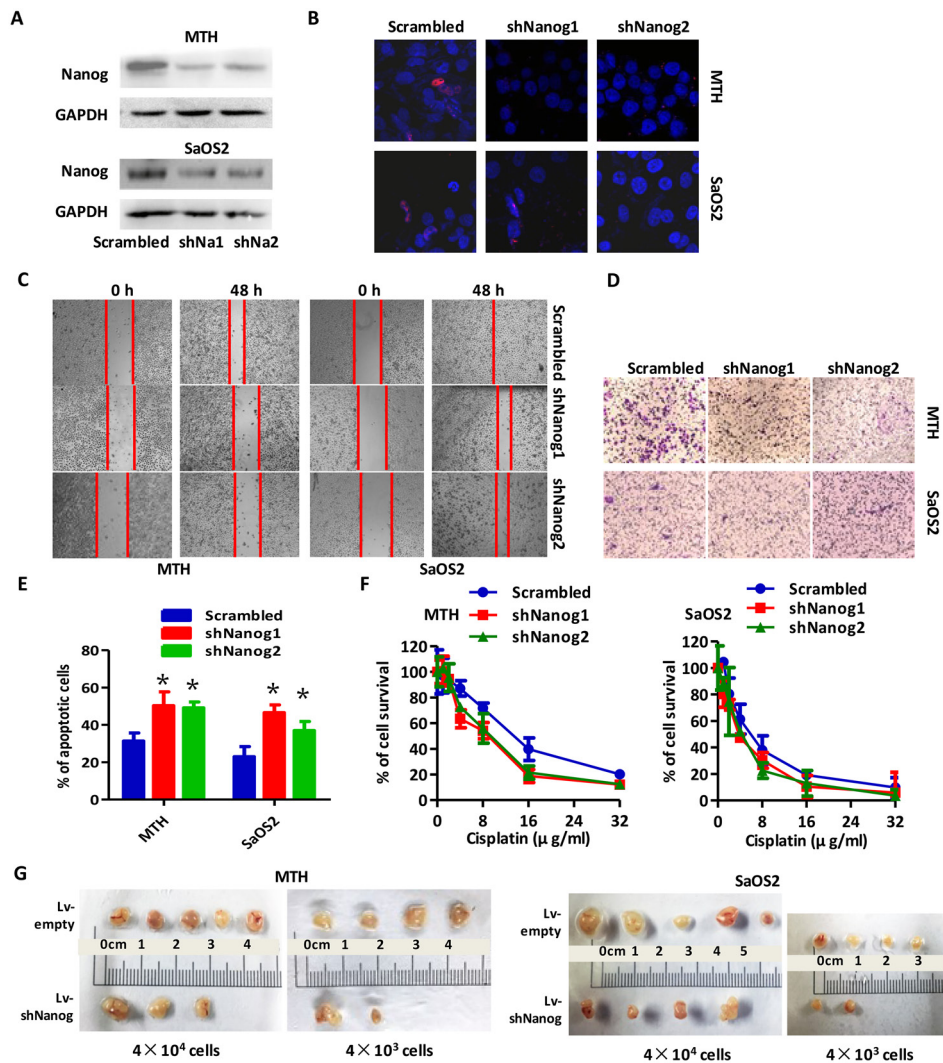 A
MTH
Nanog
GAPDH
SaOS2
Nanog
GAPDH
Scrambled shNa1 shNa2
B
Scrambled shNanog1 shNanog2
MTH
SaOS2
C
0 h 48 h 0 h 48 h
Scrambled
shNanog1
shNanog2
MTH SaOS2
D
Scrambled shNanog1 shNanog2
MTH
SaOS2
E
Scrambled
shNanog1
shNanog2
% of apoptotic cells
80
60
40
20
0
* * * *
MTH SaOS2
F
Scrambled
shNanog1
shNanog2
MTH
% of cell survival
120
100
80
60
40
20
0
0 8 16 24 32
Cisplatin (μ g/ml)
Scrambled
shNanog1
shNanog2
SaOS2
% of cell survival
120
100
80
60
40
20
0
0 8 16 24 32
Cisplatin (μ g/ml)
G
MTH
Lv-
empty
0cm 1 2 3 4
0cm 1 2 3 4
Lv-
shNanog
4×10⁴ cells 4×10³ cells
SaOS2
Lv-
empty
0cm 1 2 3 4 5
0cm 1 2 3
Lv-
shNanog
4×10⁴ cells 4×10³ cells